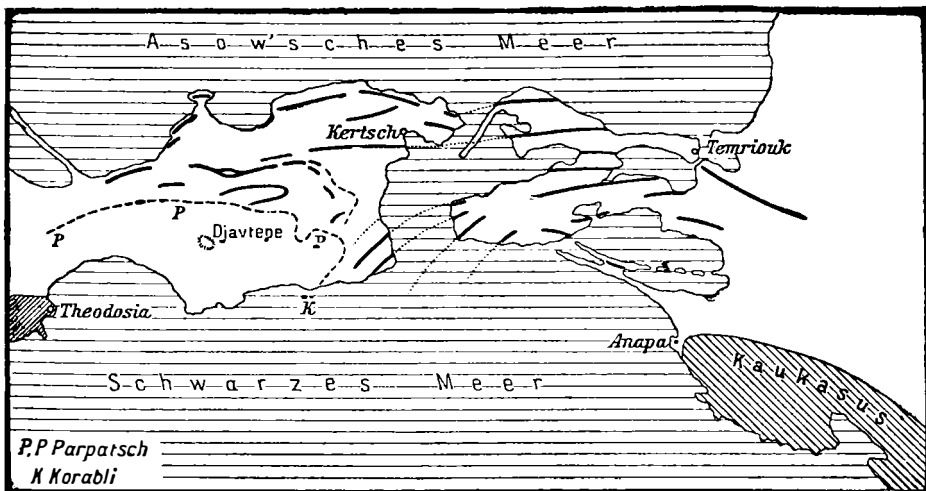 Asow'sches Meer
Kertsch
Temriouk
P
P
Djavtepe
P
K
Theodosia
Anapa
Kaukasus
Schwarzes Meer
P, P Parpatsch
K Korabli